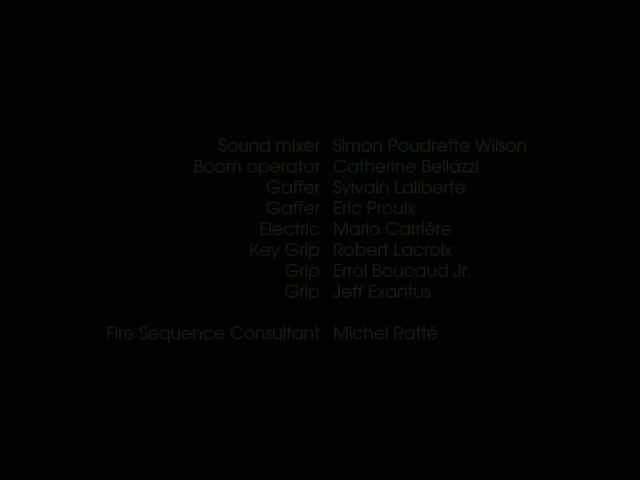 Sound mixer Simon Poudrette Wilson
Boom operator Catherine Bellazzi
Gaffer Sylvain Laliberte
Gaffer Eric Proulx
Electric Mario Carrière
Key Grip Robert Lacroix
Grip Errol Boucaud Jr.
Grip Jeff Exantus
Fire Sequence Consultant Michel Ratté